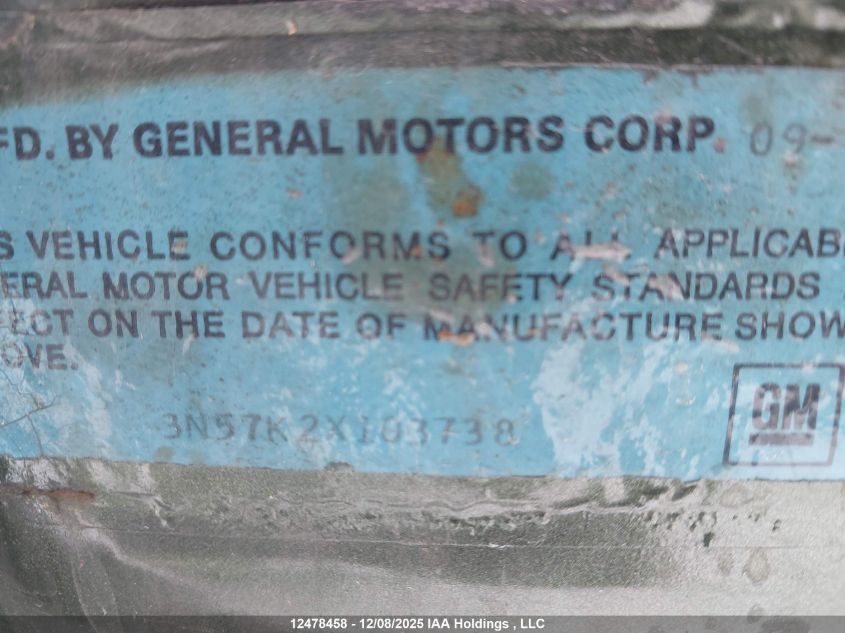 FD. BY GENERAL MOTORS CORP. 09-
S VEHICLE CONFORMS TO ALL APPLICAB
ERAL MOTOR VEHICLE SAFETY STANDARDS
ECT ON THE DATE OF MANUFACTURE SHOW
OVE.
3N57K2X103738
GM
12478458 - 12/08/2025 IAA Holdings , LLC